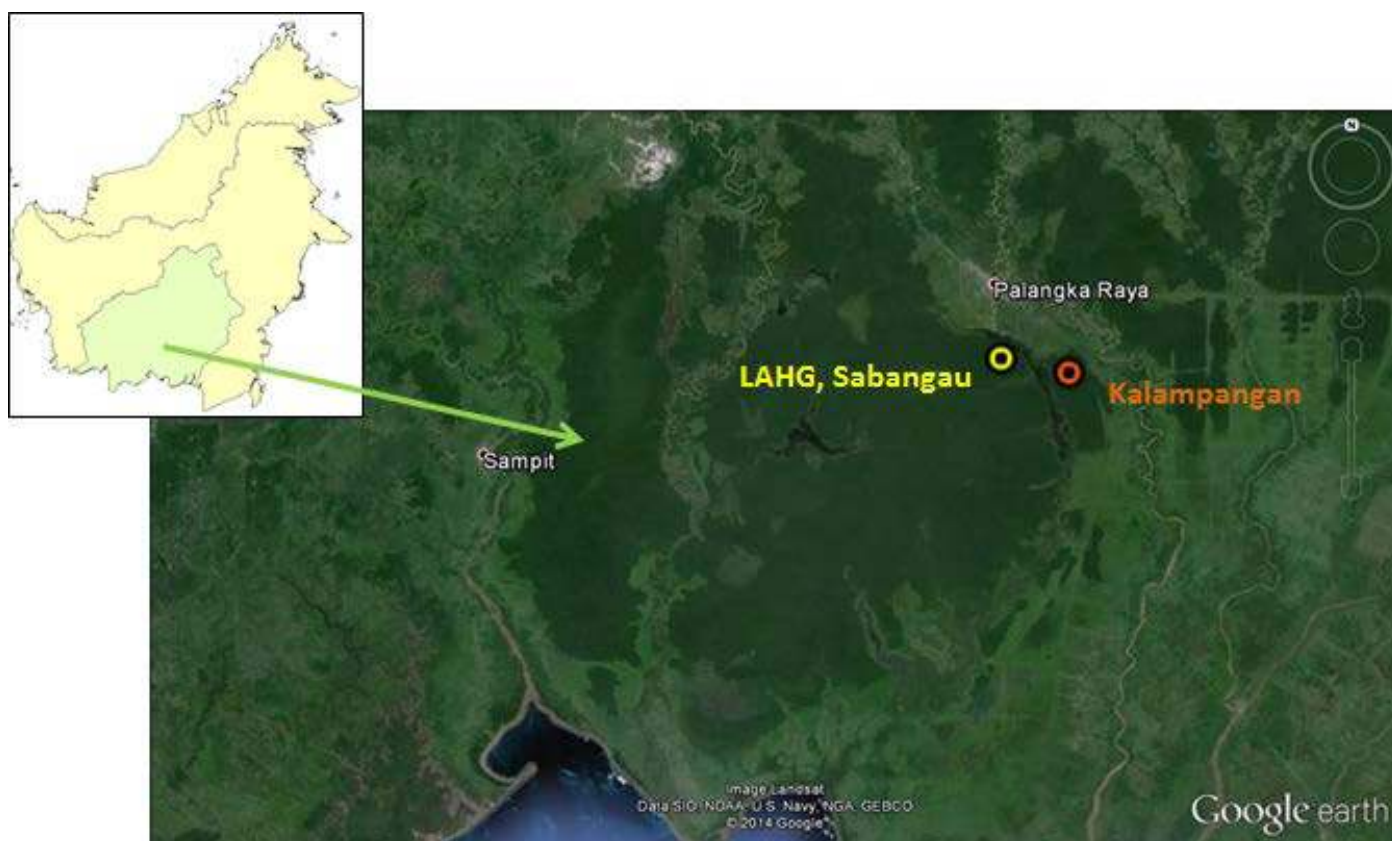 N
Palangka Raya
LAHG, Sabangau
Kalampangan
Sampit
Image Landsat
Data SIO, NOAA, U.S. Navy, NGA, GEBCO
© 2014 Google
Google earth